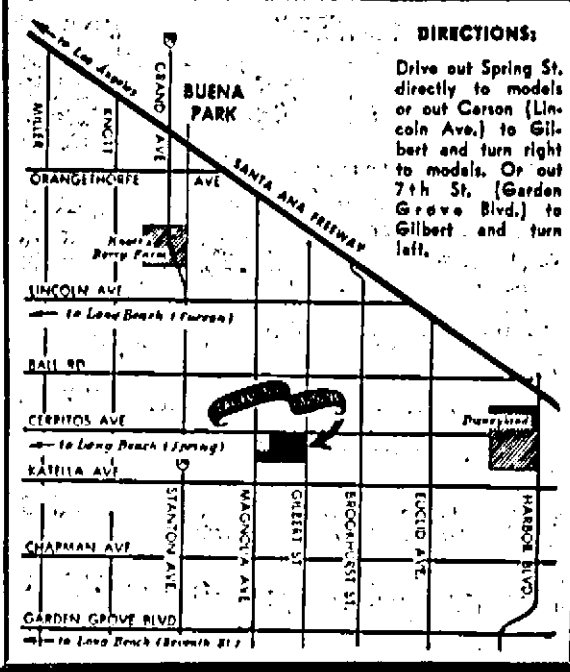 DIRECTIONS:
Drive out Spring St.
directly to models
or out Carson (Lin-
coln Ave.) to Gil-
bert and turn right
to models. Or out
7th St. (Garden
Grove Blvd.) to
Gilbert and turn
left.
to Los Angeles
MILLER
KNOTT
GRAND AVE
BUENA
PARK
ORANGETHORPE AVE
SANTA ANA FREEWAY
Knott's
Berry Farm
LINCOLN AVE
to Long Beach (Carson)
BALL RD
CERRITOS AVE
to Long Beach (Spring)
Disneyland
KATELLA AVE
STANTON AVE.
MAGNOLIA AVE
GILBERT ST
BROOKHURST ST.
EUCLID AVE.
HARBOR BLVD.
CHAPMAN AVE
GARDEN GROVE BLVD
to Long Beach (Seventh St.)